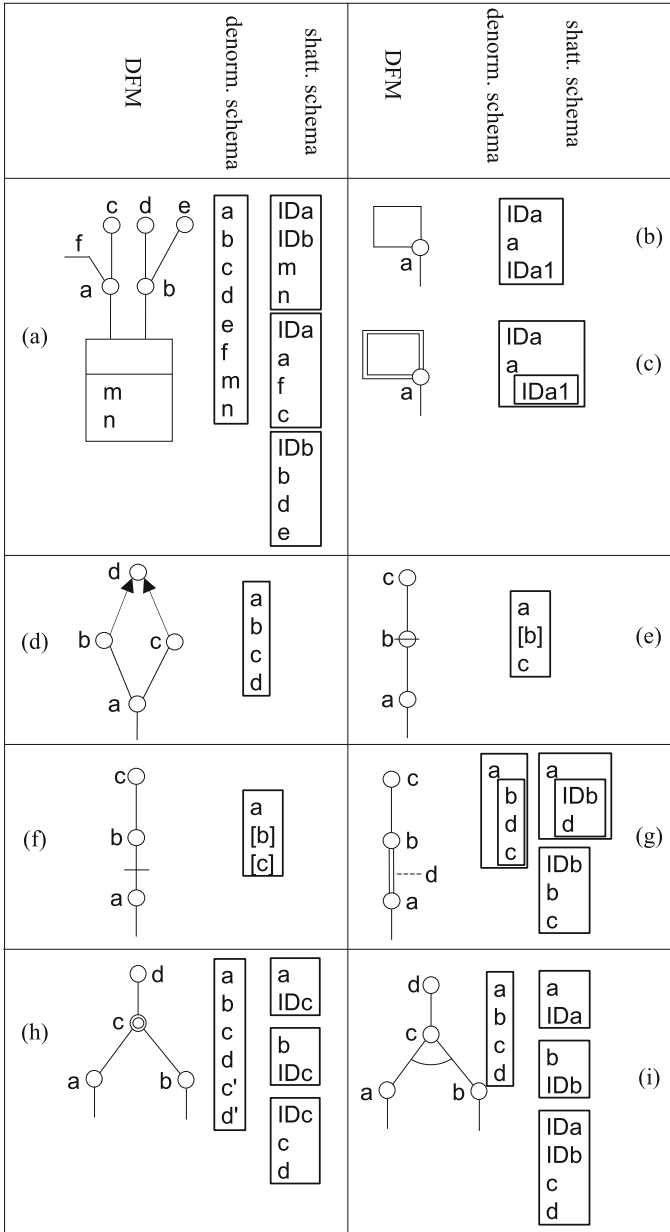 DFM
denorm. schema
shatt. schema
DFM
denorm. schema
shatt. schema
(a)
c d e
f
a
b
m
n
a
b
c
d
e
f
m
n
IDa
IDb
m
n
IDa
a
f
c
IDb
b
d
e
a
IDa
a
IDa1
(b)
a
IDa
a
IDa1
(c)
(d)
d
b
c
a
a
b
c
d
c
b
a
a
[b]
c
(e)
(f)
c
b
a
a
[b]
[c]
c
b
d
a
a
b
d
c
a
IDb
d
IDb
b
c
(g)
(h)
d
c
a
b
a
b
c
d
c'
d'
a
IDc
b
IDc
IDc
c
d
d
c
a
b
a
b
c
d
a
IDa
b
IDb
IDa
IDb
c
d
(i)